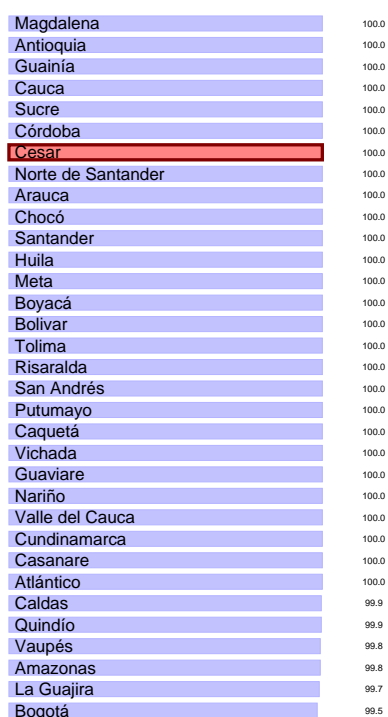 Magdalena 100.0
Antioquia 100.0
Guainía 100.0
Cauca 100.0
Sucre 100.0
Córdoba 100.0
Cesar 100.0
Norte de Santander 100.0
Arauca 100.0
Chocó 100.0
Santander 100.0
Huila 100.0
Meta 100.0
Boyacá 100.0
Bolivar 100.0
Tolima 100.0
Risaralda 100.0
San Andrés 100.0
Putumayo 100.0
Caquetá 100.0
Vichada 100.0
Guaviare 100.0
Nariño 100.0
Valle del Cauca 100.0
Cundinamarca 100.0
Casanare 100.0
Atlántico 100.0
Caldas 99.9
Quindío 99.9
Vaupés 99.8
Amazonas 99.8
La Guajira 99.7
Bogotá 99.5